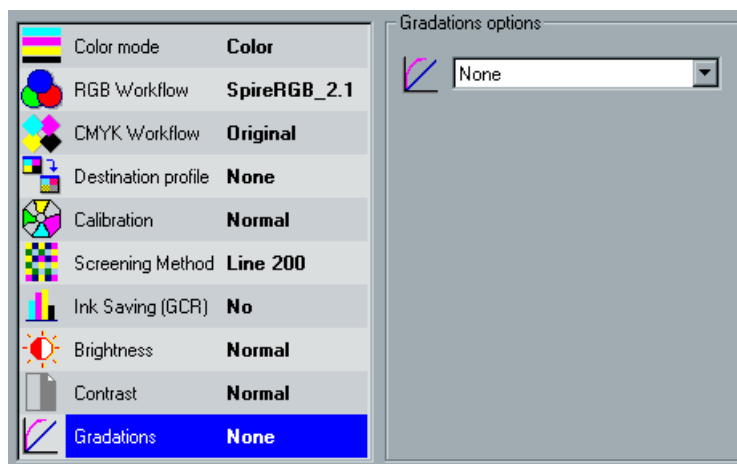 Color mode Color
RGB Workflow SpireRGB_2.1
CMYK Workflow Original
Destination profile None
Calibration Normal
Screening Method Line 200
Ink Saving (GCR) No
Brightness Normal
Contrast Normal
Gradations None
Gradations options
None